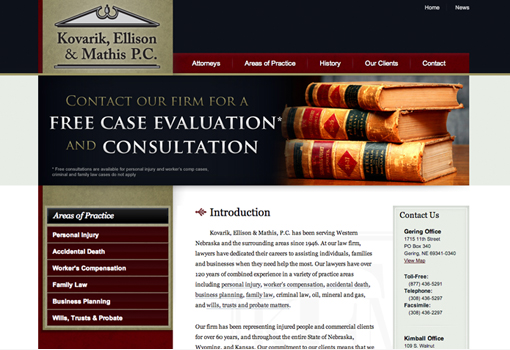 Home News
Kovarik, Ellison
& Mathis P.C.
Attorneys Areas of Practice History Our Clients Contact
Contact our firm for a
FREE CASE EVALUATION*
and CONSULTATION
* Free consultations are available for personal injury and worker's comp cases,
criminal and family law cases do not apply
Areas of Practice
Personal Injury
Accidental Death
Worker's Compensation
Family Law
Business Planning
Wills, Trusts & Probate
Introduction
Kovarik, Ellison & Mathis, P.C. has been serving Western
Nebraska and the surrounding areas since 1946. At our law firm,
lawyers have dedicated their careers to assisting individuals, families
and businesses when they need help the most. Our lawyers have over
120 years of combined experience in a variety of practice areas
including personal injury, worker's compensation, accidental death,
business planning, family law, criminal law, oil, mineral and gas,
and wills, trusts and probate matters.
Our firm has been representing injured people and commercial clients
for over 60 years, and throughout the entire State of Nebraska,
Wyoming, and Kansas. Our commitment to our clients means that we
Contact Us
Gering Office
1715 11th Street
PO Box 340
Gering, NE 69341-0340
View Map
Toll-Free:
(877) 436-5291
Telephone:
(308) 436-5297
Facsimile:
(308) 436-2297
Kimball Office
109 S. Walnut